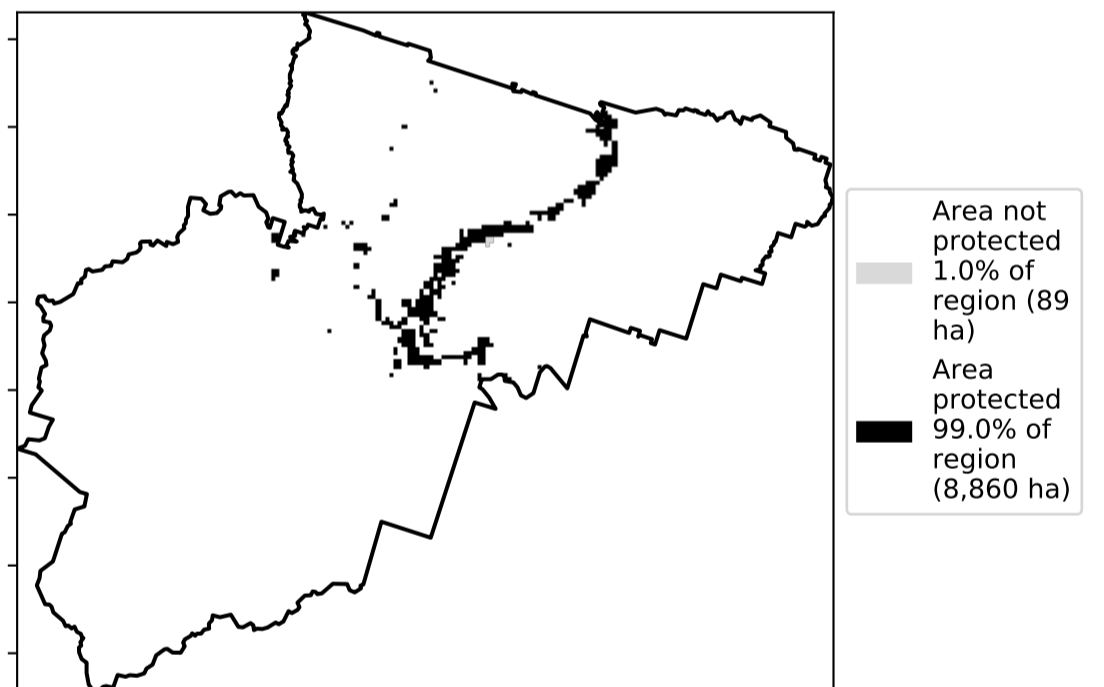 Area not
protected
1.0% of
region (89
ha)
Area
protected
99.0% of
region
(8,860 ha)